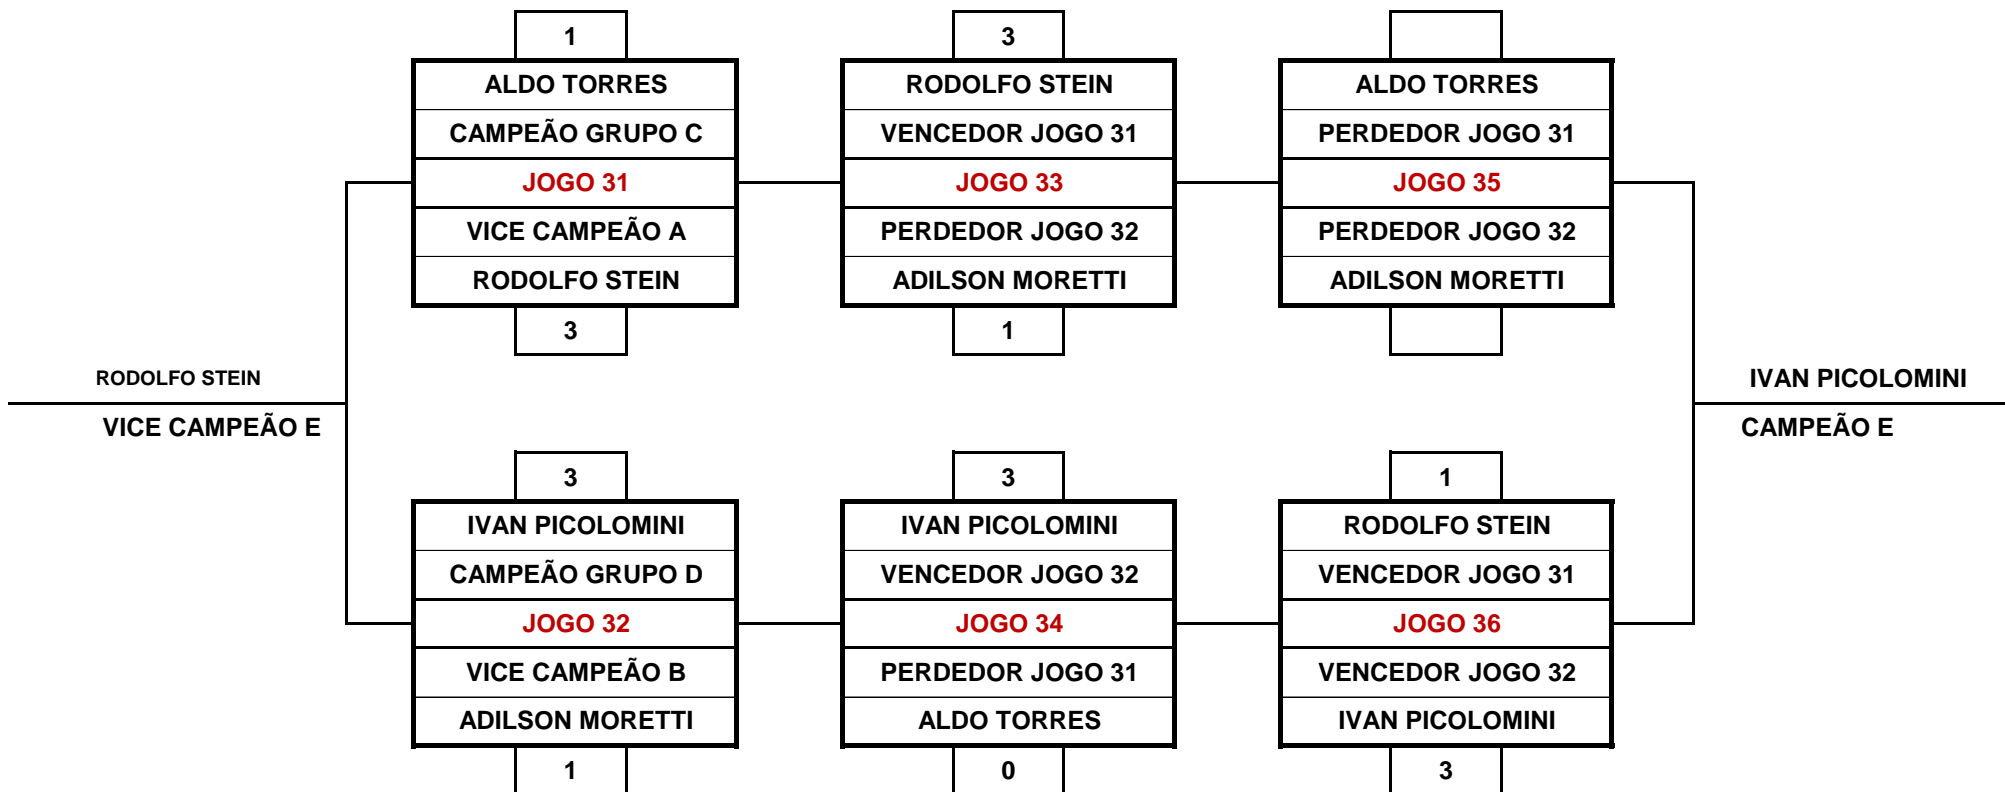 1
ALDO TORRES
CAMPEÃO GRUPO C
JOGO 31
VICE CAMPEÃO A
RODOLFO STEIN
3
3
RODOLFO STEIN
VENCEDOR JOGO 31
JOGO 33
PERDEDOR JOGO 32
ADILSON MORETTI
1
ALDO TORRES
PERDEDOR JOGO 31
JOGO 35
PERDEDOR JOGO 32
ADILSON MORETTI
RODOLFO STEIN
VICE CAMPEÃO E
IVAN PICOLOMINI
CAMPEÃO E
3
IVAN PICOLOMINI
CAMPEÃO GRUPO D
JOGO 32
VICE CAMPEÃO B
ADILSON MORETTI
1
3
IVAN PICOLOMINI
VENCEDOR JOGO 32
JOGO 34
PERDEDOR JOGO 31
ALDO TORRES
0
1
RODOLFO STEIN
VENCEDOR JOGO 31
JOGO 36
VENCEDOR JOGO 32
IVAN PICOLOMINI
3